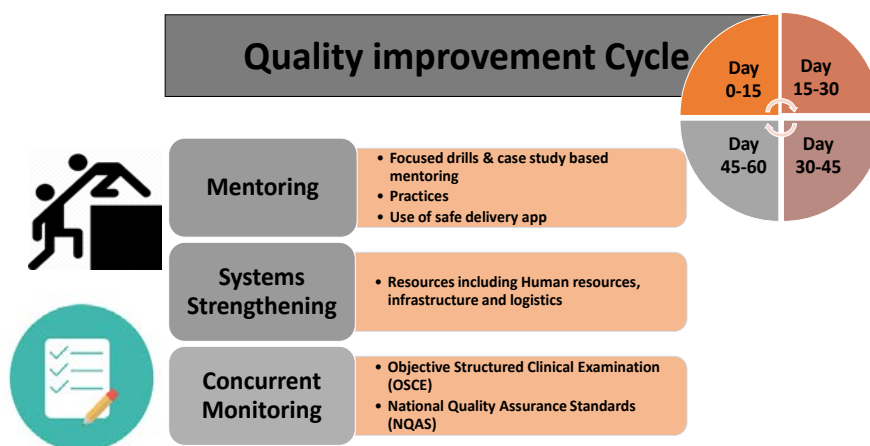 Quality improvement Cycle
Day
0-15
Day
15-30
Day
45-60
Day
30-45
Mentoring
• Focused drills & case study based
mentoring
• Practices
• Use of safe delivery app
Systems
Strengthening
• Resources including Human resources,
infrastructure and logistics
Concurrent
Monitoring
• Objective Structured Clinical Examination
(OSCE)
• National Quality Assurance Standards
(NQAS)